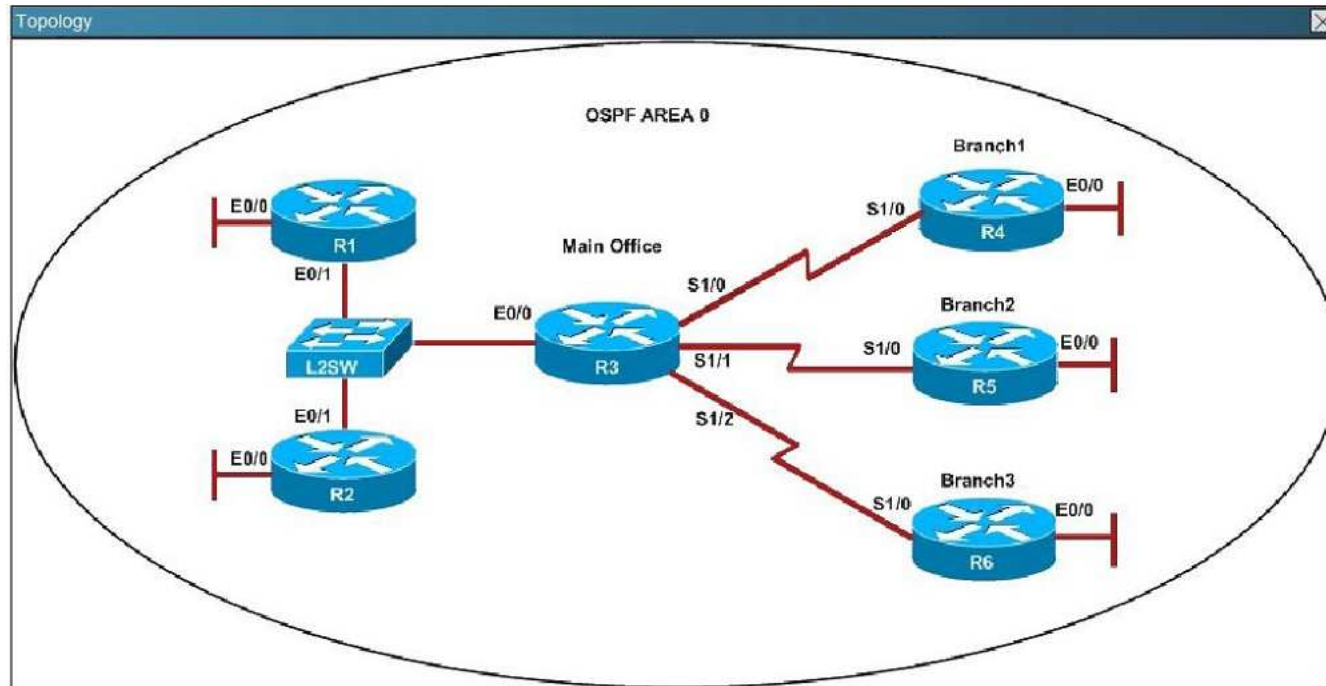 Topology
OSPF AREA 0
Branch1
E0/0
E0/0
S1/0
R1
R4
Main Office
E0/1
S1/0
E0/0
Branch2
S1/0
E0/0
L2SW
R3
S1/1
R5
E0/1
S1/2
E0/0
Branch3
S1/0
E0/0
R2
R6